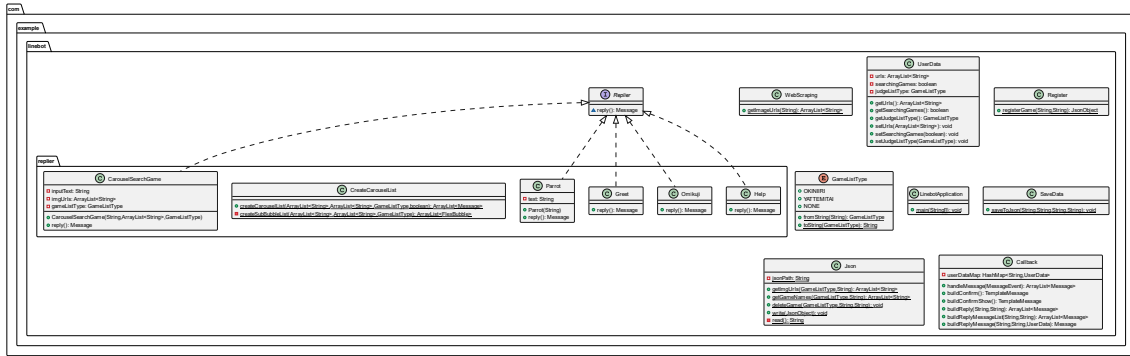 com
example
linebot
C UserData
urls: ArrayList<String>
searchingGames: boolean
judgeListType: GameListType
getUrls(): ArrayList<String>
getSearchingGames(): boolean
getJudgeListType(): GameListType
setUrls(ArrayList<String>): void
setSearchingGames(boolean): void
setJudgeListType(GameListType): void
I Replier
reply(): Message
C WebScraping
getImageUrls(String): ArrayList<String>
C Register
registerGame(String,String): JsonObject
replier
C CarouselSearchGame
inputText: String
imgUrls: ArrayList<String>
gameListType: GameListType
CarouselSearchGame(String,ArrayList<String>,GameListType)
reply(): Message
C CreateCarouselList
createCarouselList(ArrayList<String>,ArrayList<String>,GameListType,boolean): ArrayList<Message>
createSubBubbleList(ArrayList<String>,ArrayList<String>,GameListType): ArrayList<FlexBubble>
C Parrot
text: String
Parrot(String)
reply(): Message
C Greet
reply(): Message
C Omikuji
reply(): Message
C Help
reply(): Message
E GameListType
OKINIIRI
YATTEMITAI
NONE
fromString(String): GameListType
toString(GameListType): String
C LinebotApplication
main(String[]): void
C SaveData
saveToJson(String,String,String,String): void
C Json
jsonPath: String
getImgUrls(GameListType,String): ArrayList<String>
getGameNames(GameListType,String): ArrayList<String>
deleteGame(GameListType,String,String): void
write(JsonObject): void
read(): String
C Callback
userDataMap: HashMap<String,UserData>
handleMessage(MessageEvent): ArrayList<Message>
buildConfirm(): TemplateMessage
buildConfirmShow(): TemplateMessage
buildReply(String,String): ArrayList<Message>
buildReplyMessageList(String,String): ArrayList<Message>
buildReplyMessage(String,String,UserData): Message